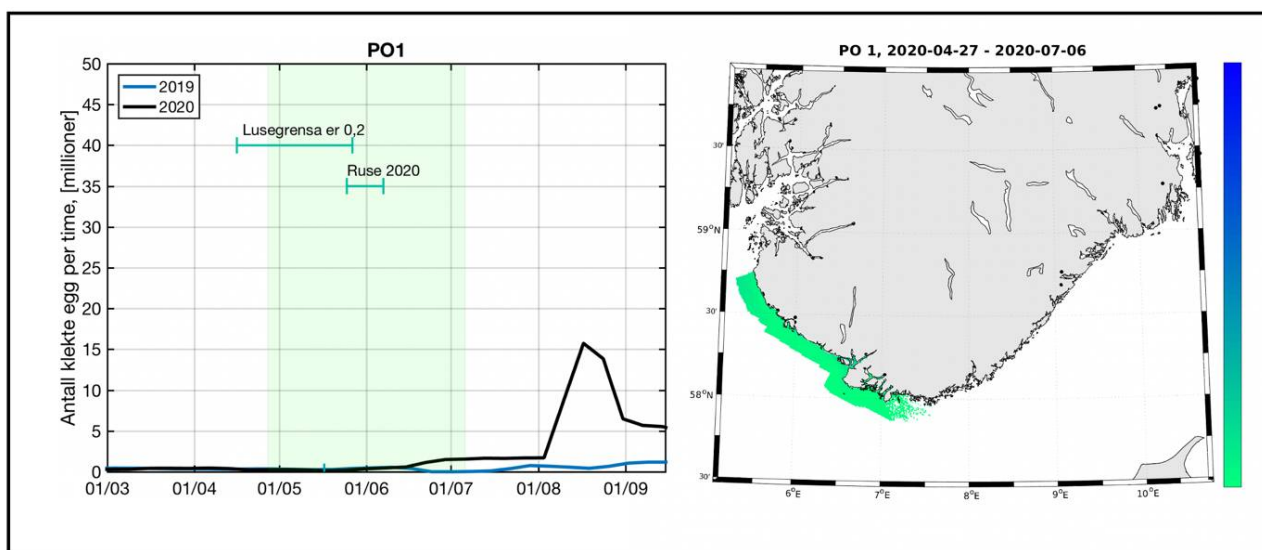 PO1
50
45
40
35
30
25
20
15
10
5
0
Antall klekte egg per time, [millioner]
2019
2020
Lusegrensa er 0,2
Ruse 2020
01/03 01/04 01/05 01/06 01/07 01/08 01/09
PO 1, 2020-04-27 - 2020-07-06
30'
59°N
30'
58°N
30'
6°E 7°E 8°E 9°E 10°E